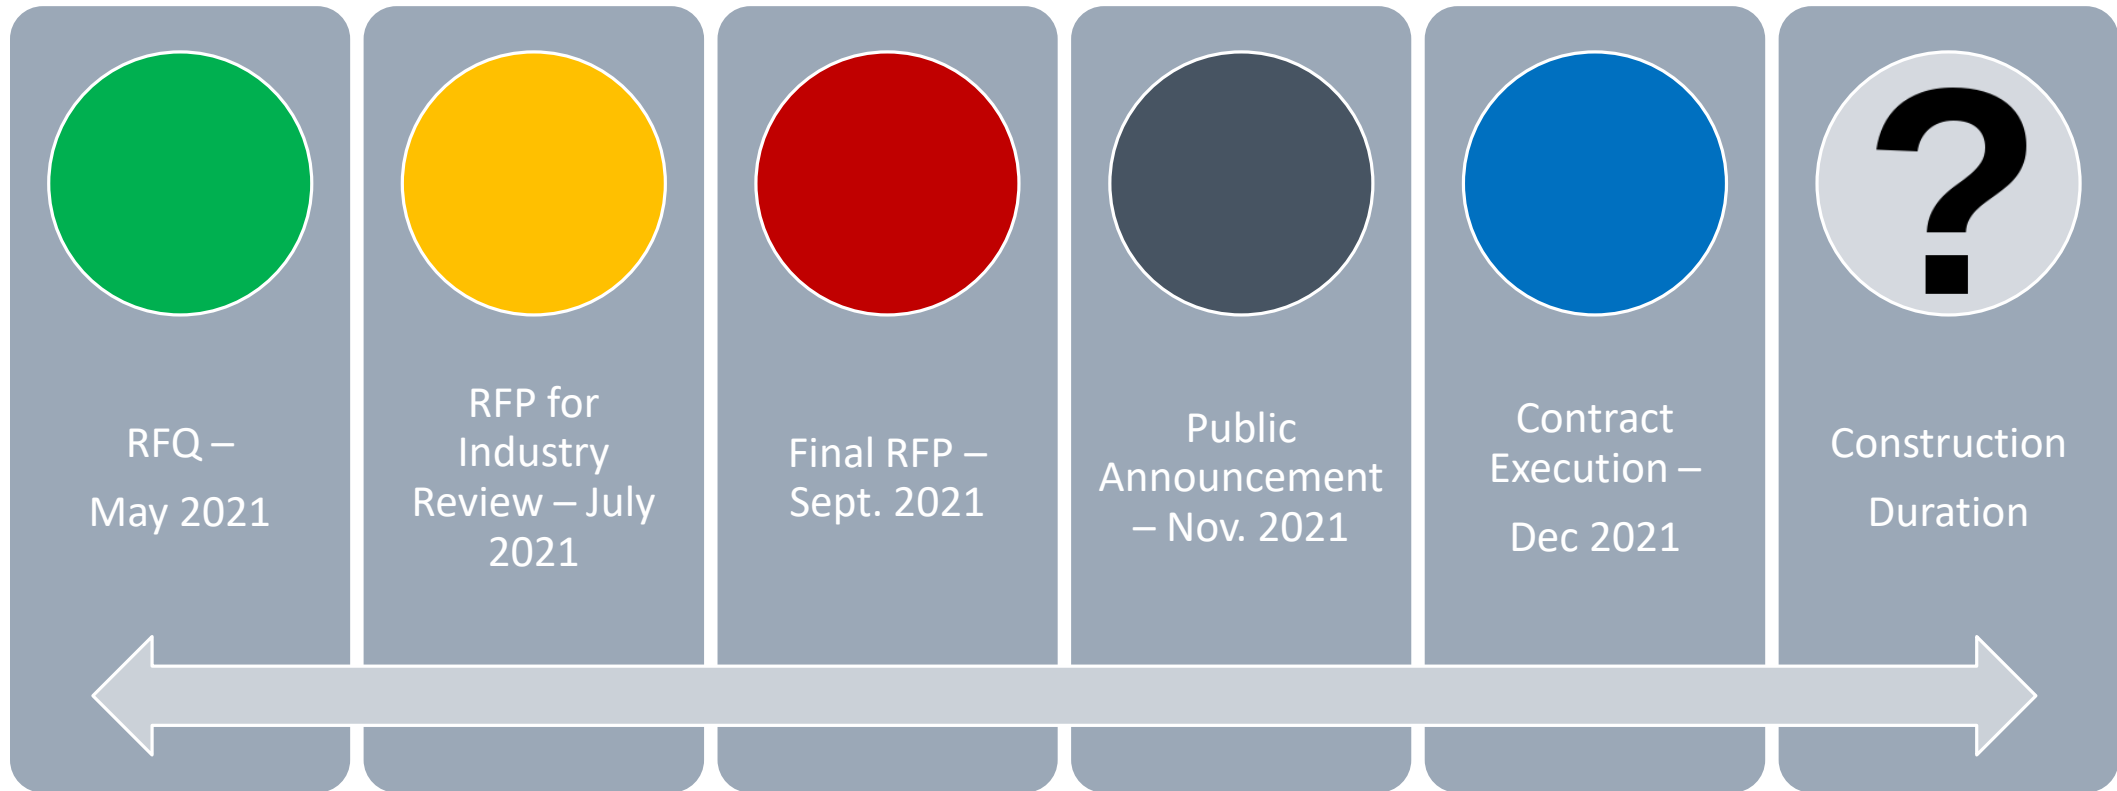 ?
RFQ –
May 2021
RFP for
Industry
Review – July
2021
Final RFP –
Sept. 2021
Public
Announcement
– Nov. 2021
Contract
Execution –
Dec 2021
Construction
Duration